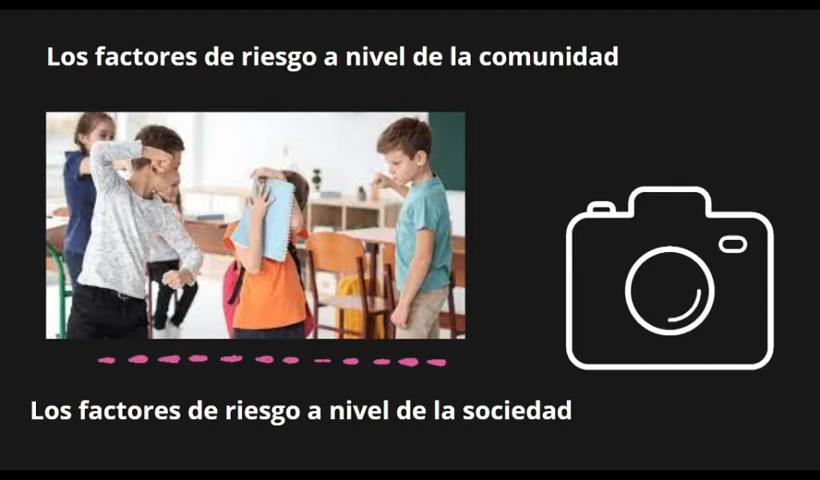 Los factores de riesgo a nivel de la comunidad
Los factores de riesgo a nivel de la sociedad